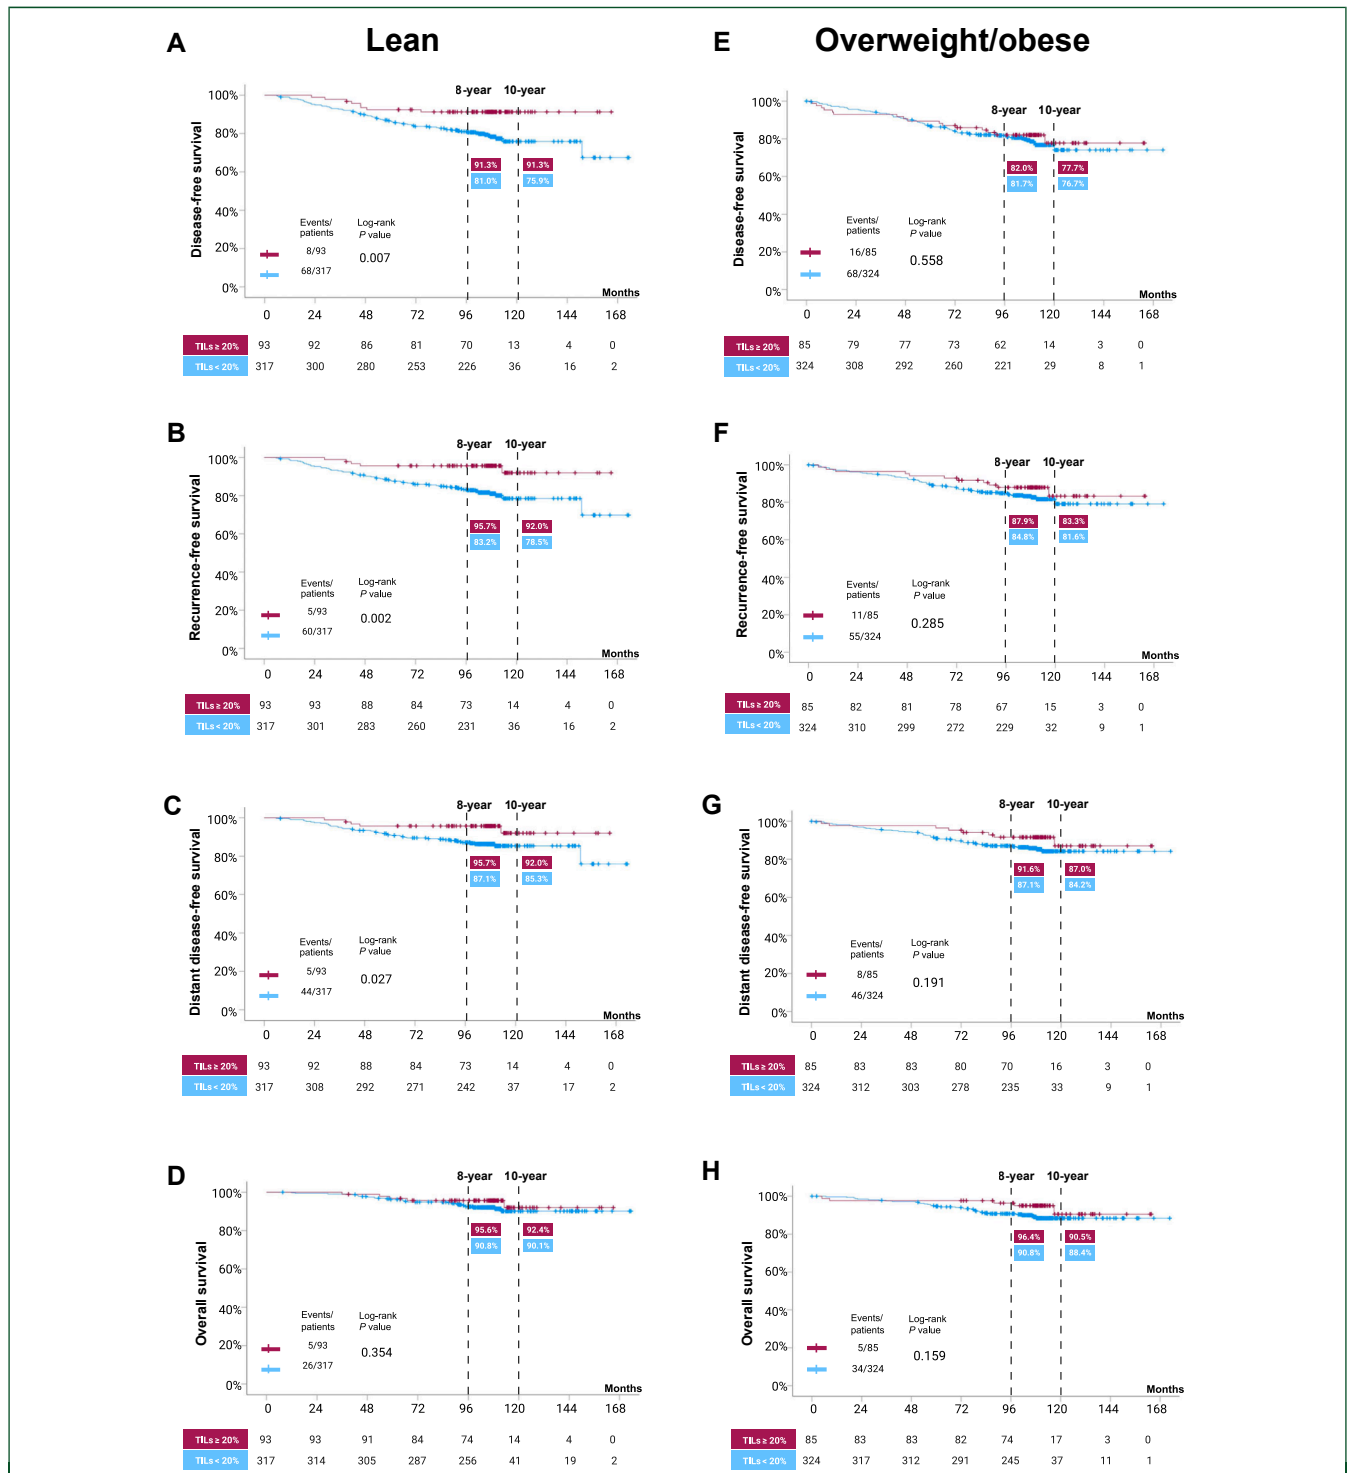 Lean
Overweight/obese
A
8-year 10-year
Disease-free survival
100%
80%
60%
40%
20%
0%
91.3% 91.3%
81.0% 75.9%
Events/
patients
Log-rank
P value
8/93
68/317
0.007
Months
0 24 48 72 96 120 144 168
TILs ≥ 20% 93 92 86 81 70 13 4 0
TILs < 20% 317 300 280 253 226 36 16 2
E
8-year 10-year
Disease-free survival
100%
80%
60%
40%
20%
0%
82.0% 77.7%
81.7% 76.7%
Events/
patients
Log-rank
P value
16/85
68/324
0.558
Months
0 24 48 72 96 120 144 168
TILs ≥ 20% 85 79 77 73 62 14 3 0
TILs < 20% 324 308 292 260 221 29 8 1
B
8-year 10-year
Recurrence-free survival
100%
80%
60%
40%
20%
0%
95.7% 92.0%
83.2% 78.5%
Events/
patients
Log-rank
P value
5/93
60/317
0.002
Months
0 24 48 72 96 120 144 168
TILs ≥ 20% 93 93 88 84 73 14 4 0
TILs < 20% 317 301 283 260 231 36 16 2
F
8-year 10-year
Recurrence-free survival
100%
80%
60%
40%
20%
0%
87.9% 83.3%
84.8% 81.6%
Events/
patients
Log-rank
P value
11/85
55/324
0.285
Months
0 24 48 72 96 120 144 168
TILs ≥ 20% 85 82 81 78 67 15 3 0
TILs < 20% 324 310 299 272 229 32 9 1
C
8-year 10-year
Distant disease-free survival
100%
80%
60%
40%
20%
0%
95.7% 92.0%
87.1% 85.3%
Events/
patients
Log-rank
P value
5/93
44/317
0.027
Months
0 24 48 72 96 120 144 168
TILs ≥ 20% 93 92 88 84 73 14 4 0
TILs < 20% 317 308 292 271 242 37 17 2
G
8-year 10-year
Distant disease-free survival
100%
80%
60%
40%
20%
0%
91.6% 87.0%
87.1% 84.2%
Events/
patients
Log-rank
P value
8/85
46/324
0.191
Months
0 24 48 72 96 120 144 168
TILs ≥ 20% 85 83 83 80 70 16 3 0
TILs < 20% 324 312 303 278 235 33 9 1
D
8-year 10-year
Overall survival
100%
80%
60%
40%
20%
0%
95.6% 92.4%
90.8% 90.1%
Events/
patients
Log-rank
P value
5/93
26/317
0.354
Months
0 24 48 72 96 120 144 168
TILs ≥ 20% 93 93 91 84 74 14 4 0
TILs < 20% 317 314 305 287 256 41 19 2
H
8-year 10-year
Overall survival
100%
80%
60%
40%
20%
0%
96.4% 90.5%
90.8% 88.4%
Events/
patients
Log-rank
P value
5/85
34/324
0.159
Months
0 24 48 72 96 120 144 168
TILs ≥ 20% 85 83 83 82 74 17 3 0
TILs < 20% 324 317 312 291 245 37 11 1